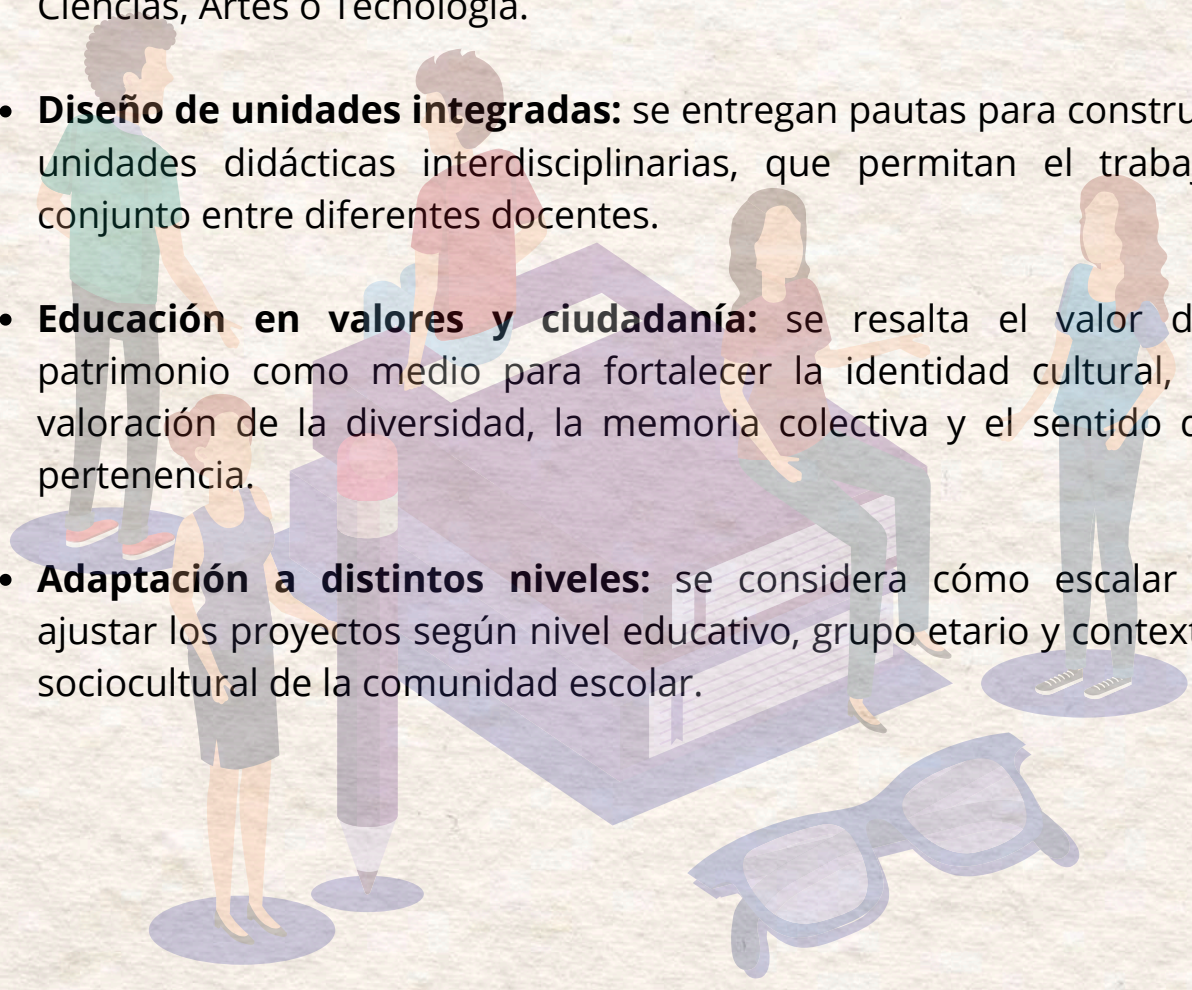 Ciencias, Artes o Tecnología.
• Diseño de unidades integradas: se entregan pautas para constru
unidades didácticas interdisciplinarias, que permitan el traba
conjunto entre diferentes docentes.
• Educación en valores y ciudadanía: se resalta el valor d
patrimonio como medio para fortalecer la identidad cultural,
valoración de la diversidad, la memoria colectiva y el sentido
pertenencia.
• Adaptación a distintos niveles: se considera cómo escalar
ajustar los proyectos según nivel educativo, grupo etario y contex
sociocultural de la comunidad escolar.